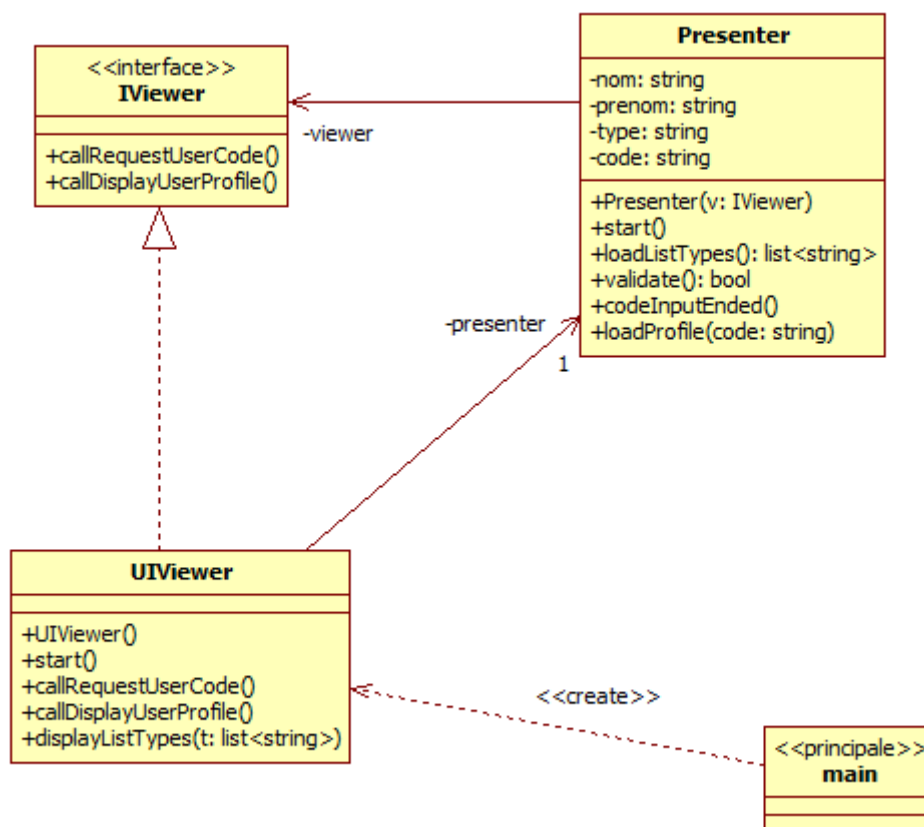 <<interface>>
IViewer
+callRequestUserCode()
+callDisplayUserProfile()
-viewer
Presenter
-nom: string
-prenom: string
-type: string
-code: string
+Presenter(v: IViewer)
+start()
+loadListTypes(): list<string>
+validate(): bool
+codeInputEnded()
+loadProfile(code: string)
-presenter
1
UIViewer
+UIViewer()
+start()
+callRequestUserCode()
+callDisplayUserProfile()
+displayListTypes(t: list<string>)
<<create>>
<<principale>>
main